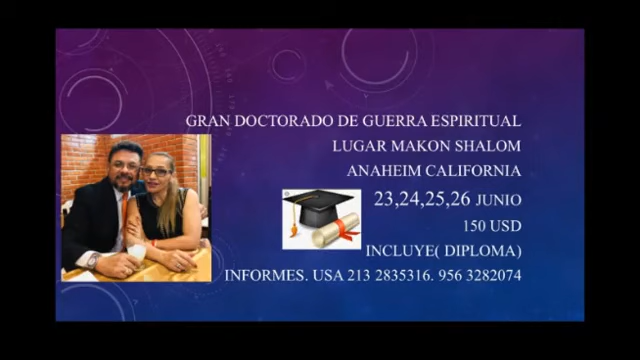 GRAN DOCTORADO DE GUERRA ESPIRITUAL
LUGAR MAKON SHALOM
ANAHEIM CALIFORNIA
23,24,25,26 JUNIO
150 USD
INCLUYE( DIPLOMA)
INFORMES. USA 213 2835316. 956 3282074